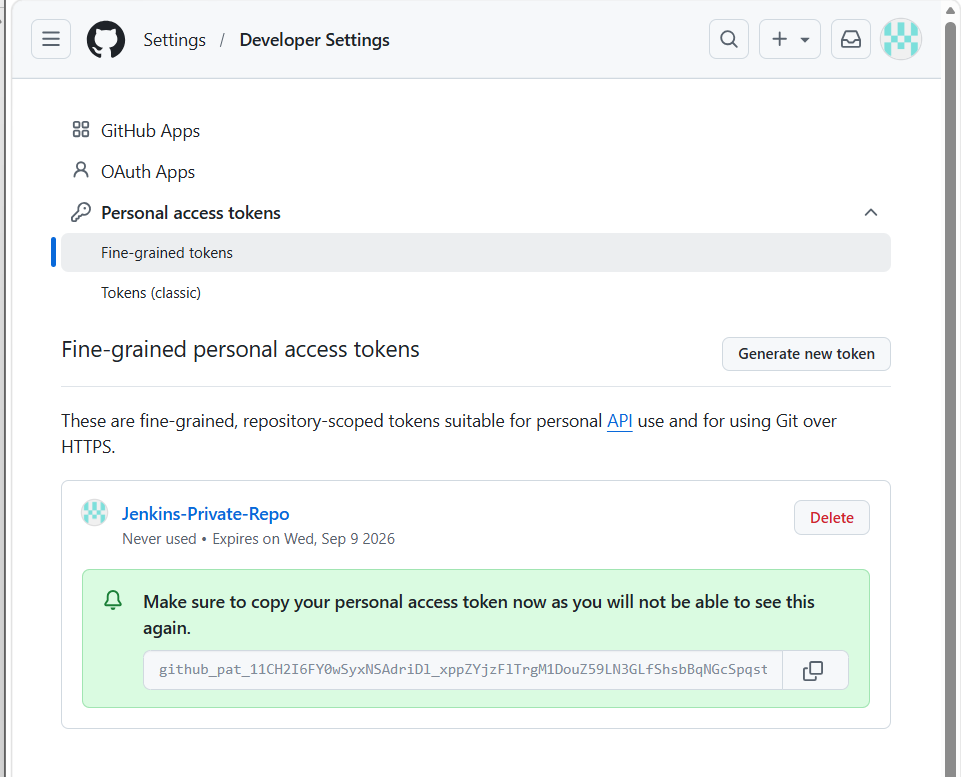 Settings / Developer Settings
GitHub Apps
OAuth Apps
Personal access tokens
Fine-grained tokens
Tokens (classic)
Fine-grained personal access tokens
Generate new token
These are fine-grained, repository-scoped tokens suitable for personal API use and for using Git over
HTTPS.
Jenkins-Private-Repo
Delete
Never used • Expires on Wed, Sep 9 2026
Make sure to copy your personal access token now as you will not be able to see this
again.
github_pat_11CH2I6FY0wSyxNSAdriDl_xppZYjzFlTrgM1DouZ59LN3GLfShsbBqNGcSpqst